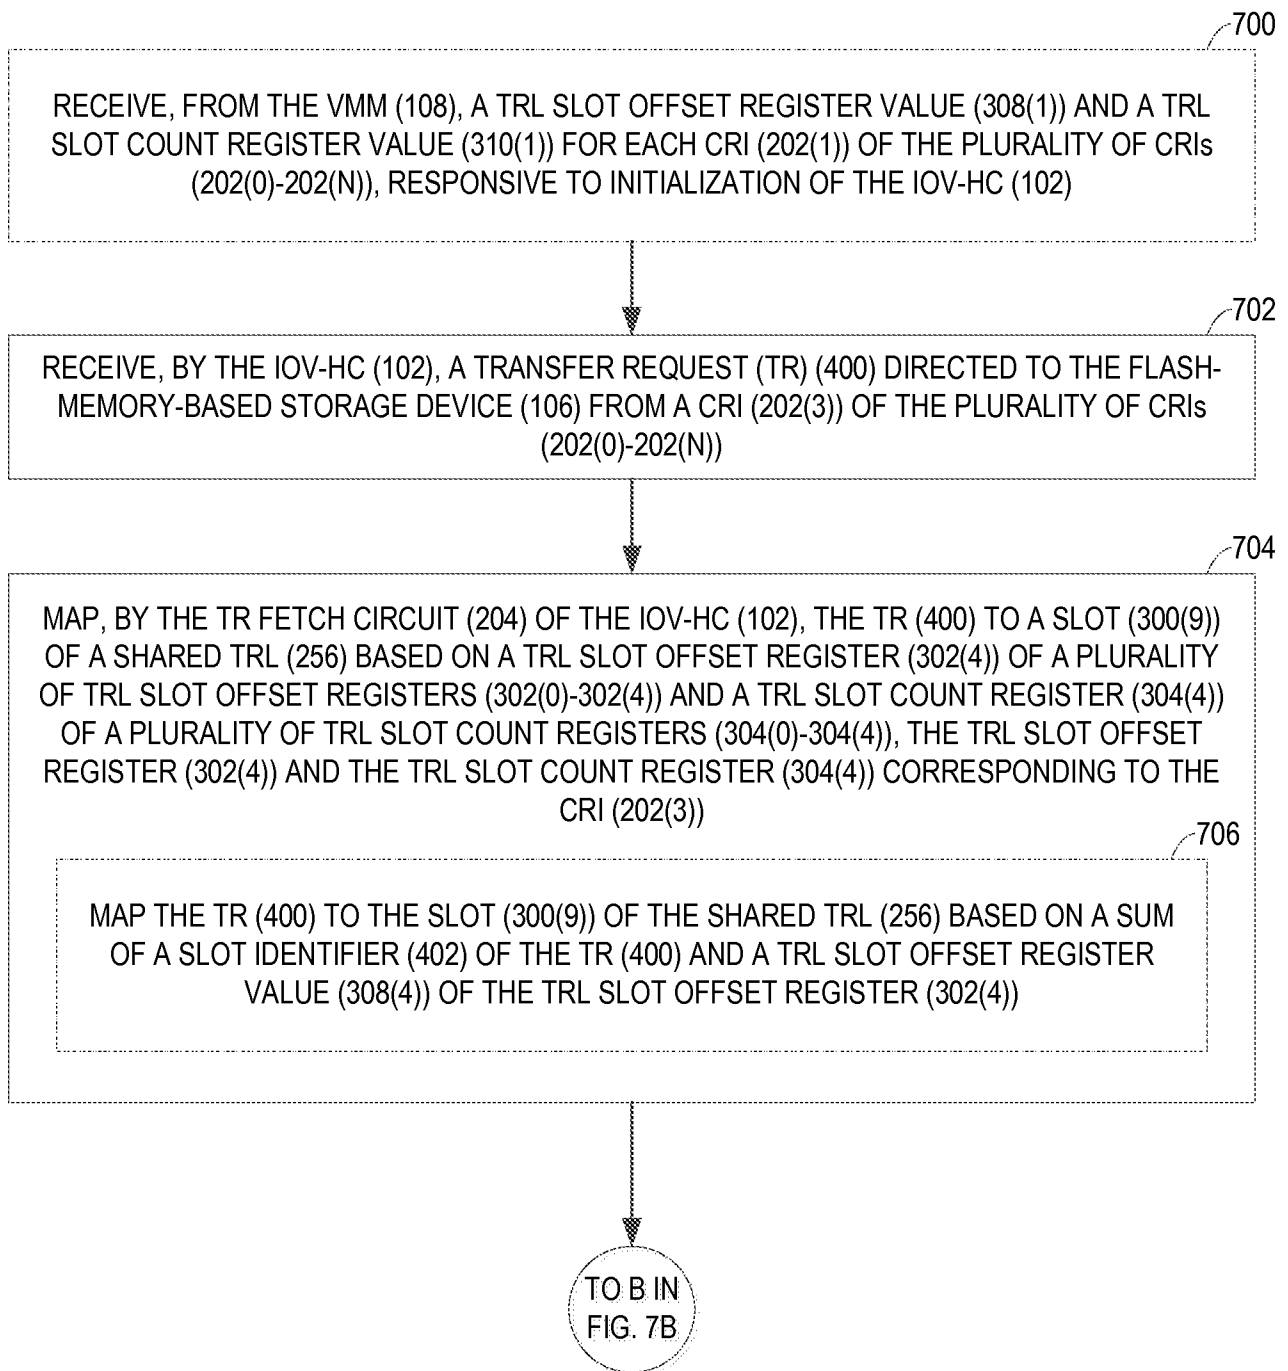 700
RECEIVE, FROM THE VMM (108), A TRL SLOT OFFSET REGISTER VALUE (308(1)) AND A TRL
SLOT COUNT REGISTER VALUE (310(1)) FOR EACH CRI (202(1)) OF THE PLURALITY OF CRIs
(202(0)-202(N)), RESPONSIVE TO INITIALIZATION OF THE IOV-HC (102)
702
RECEIVE, BY THE IOV-HC (102), A TRANSFER REQUEST (TR) (400) DIRECTED TO THE FLASH-
MEMORY-BASED STORAGE DEVICE (106) FROM A CRI (202(3)) OF THE PLURALITY OF CRIs
(202(0)-202(N))
704
MAP, BY THE TR FETCH CIRCUIT (204) OF THE IOV-HC (102), THE TR (400) TO A SLOT (300(9))
OF A SHARED TRL (256) BASED ON A TRL SLOT OFFSET REGISTER (302(4)) OF A PLURALITY
OF TRL SLOT OFFSET REGISTERS (302(0)-302(4)) AND A TRL SLOT COUNT REGISTER (304(4))
OF A PLURALITY OF TRL SLOT COUNT REGISTERS (304(0)-304(4)), THE TRL SLOT OFFSET
REGISTER (302(4)) AND THE TRL SLOT COUNT REGISTER (304(4)) CORRESPONDING TO THE
CRI (202(3))
706
MAP THE TR (400) TO THE SLOT (300(9)) OF THE SHARED TRL (256) BASED ON A SUM
OF A SLOT IDENTIFIER (402) OF THE TR (400) AND A TRL SLOT OFFSET REGISTER
VALUE (308(4)) OF THE TRL SLOT OFFSET REGISTER (302(4))
TO B IN
FIG. 7B